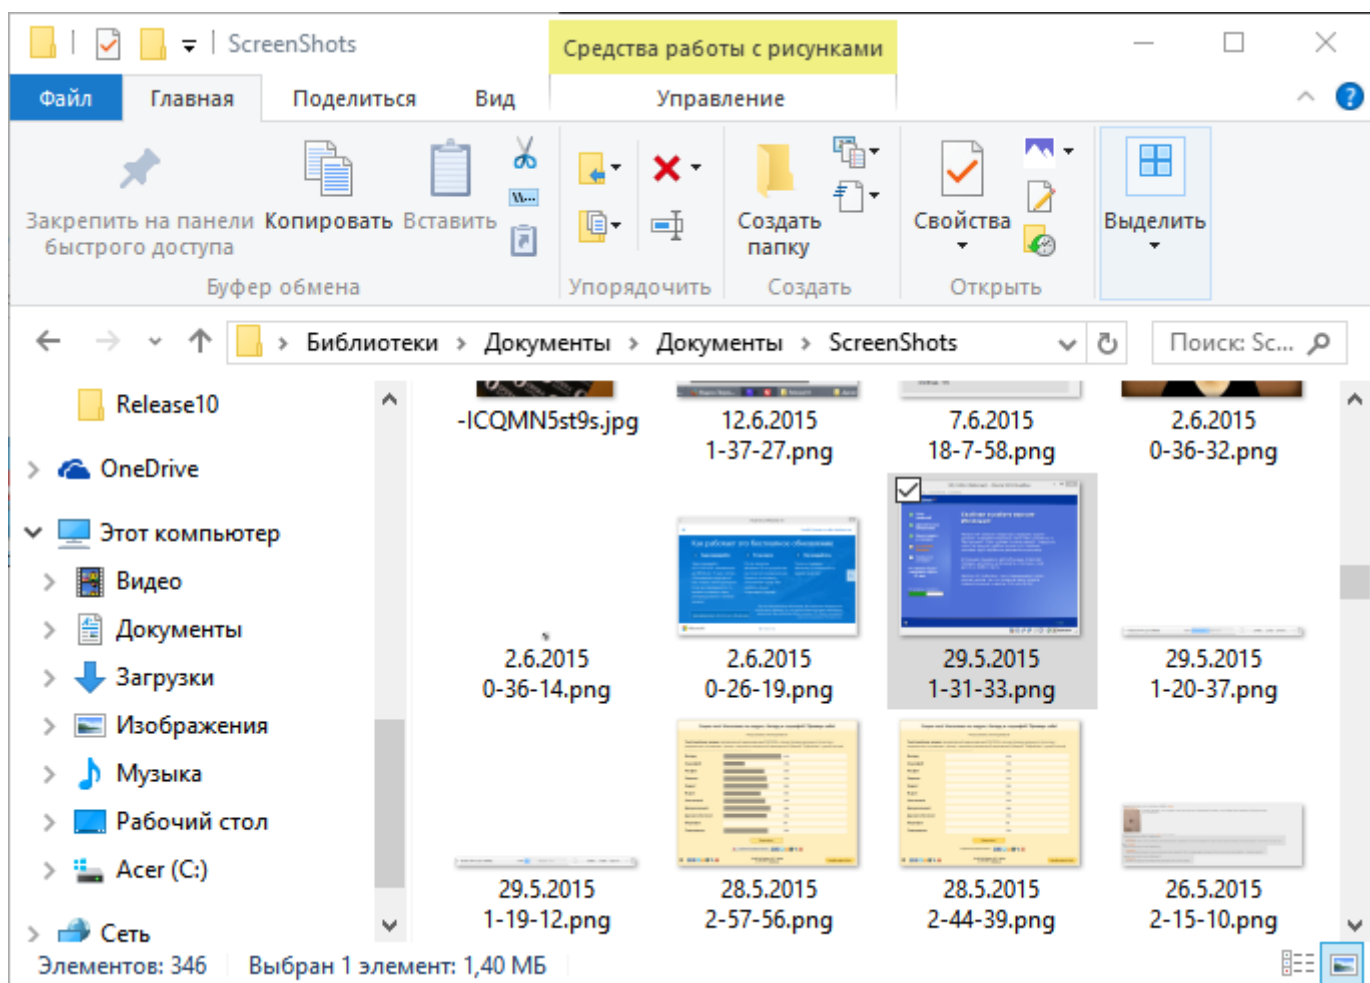 ScreenShots
Средства работы с рисунками
Файл
Главная
Поделиться
Вид
Управление
Закрепить на панели
быстрого доступа
Копировать
Вставить
Создать
папку
Свойства
Выделить
Буфер обмена
Упорядочить
Создать
Открыть
Библиотеки
Документы
Документы
ScreenShots
Поиск: Sc...
Release10
OneDrive
Этот компьютер
Видео
Документы
Загрузки
Изображения
Музыка
Рабочий стол
Acer (C:)
Сеть
-ICQMN5st9s.jpg
12.6.2015
1-37-27.png
7.6.2015
18-7-58.png
2.6.2015
0-36-32.png
Как работает это бесплатное обновление
2.6.2015
0-36-14.png
2.6.2015
0-26-19.png
29.5.2015
1-31-33.png
29.5.2015
1-20-37.png
29.5.2015
1-19-12.png
28.5.2015
2-57-56.png
28.5.2015
2-44-39.png
26.5.2015
2-15-10.png
Элементов: 346
Выбран 1 элемент: 1,40 МБ